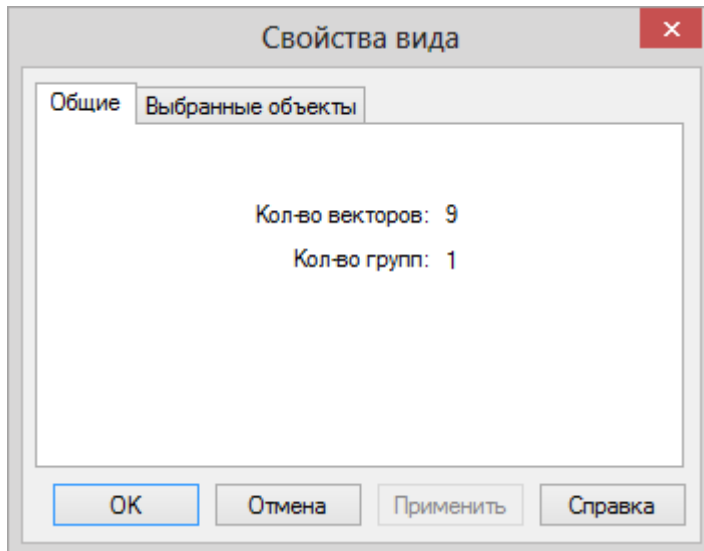 Свойства вида
Общие Выбранные объекты
Кол-во векторов: 9
Кол-во групп: 1
OK Отмена Применить Справка